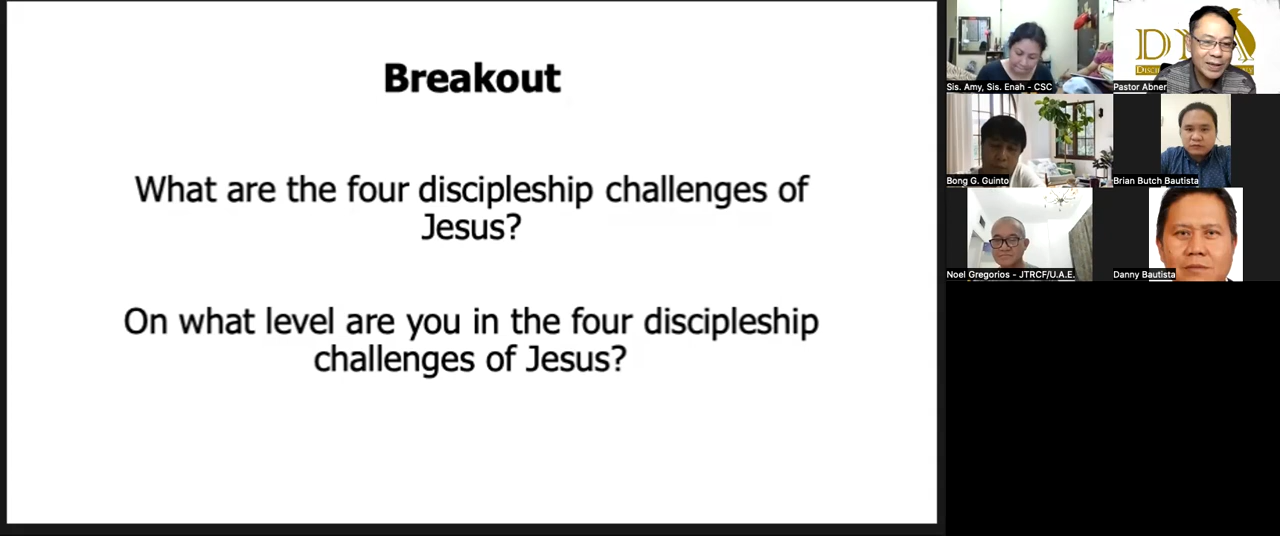 Breakout
What are the four discipleship challenges of
Jesus?
On what level are you in the four discipleship
challenges of Jesus?
Sis. Amy, Sis. Enah - CSC
Pastor Abner
Bong G. Guinto
Brian Butch Bautista
Noel Gregorios - JTRCF/U.A.E.
Danny Bautista